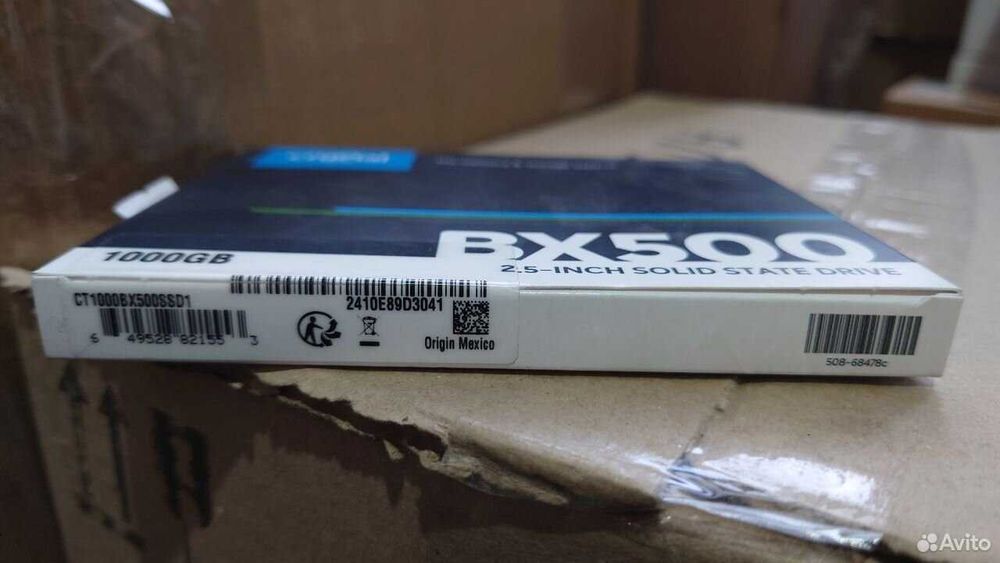 crucial
BX500
1000GB
2.5-INCH SOLID STATE DRIVE
CT1000BX500SSD1
2410E89D3041
6 49528 82155 3
Origin Mexico
508-68478c
Avito